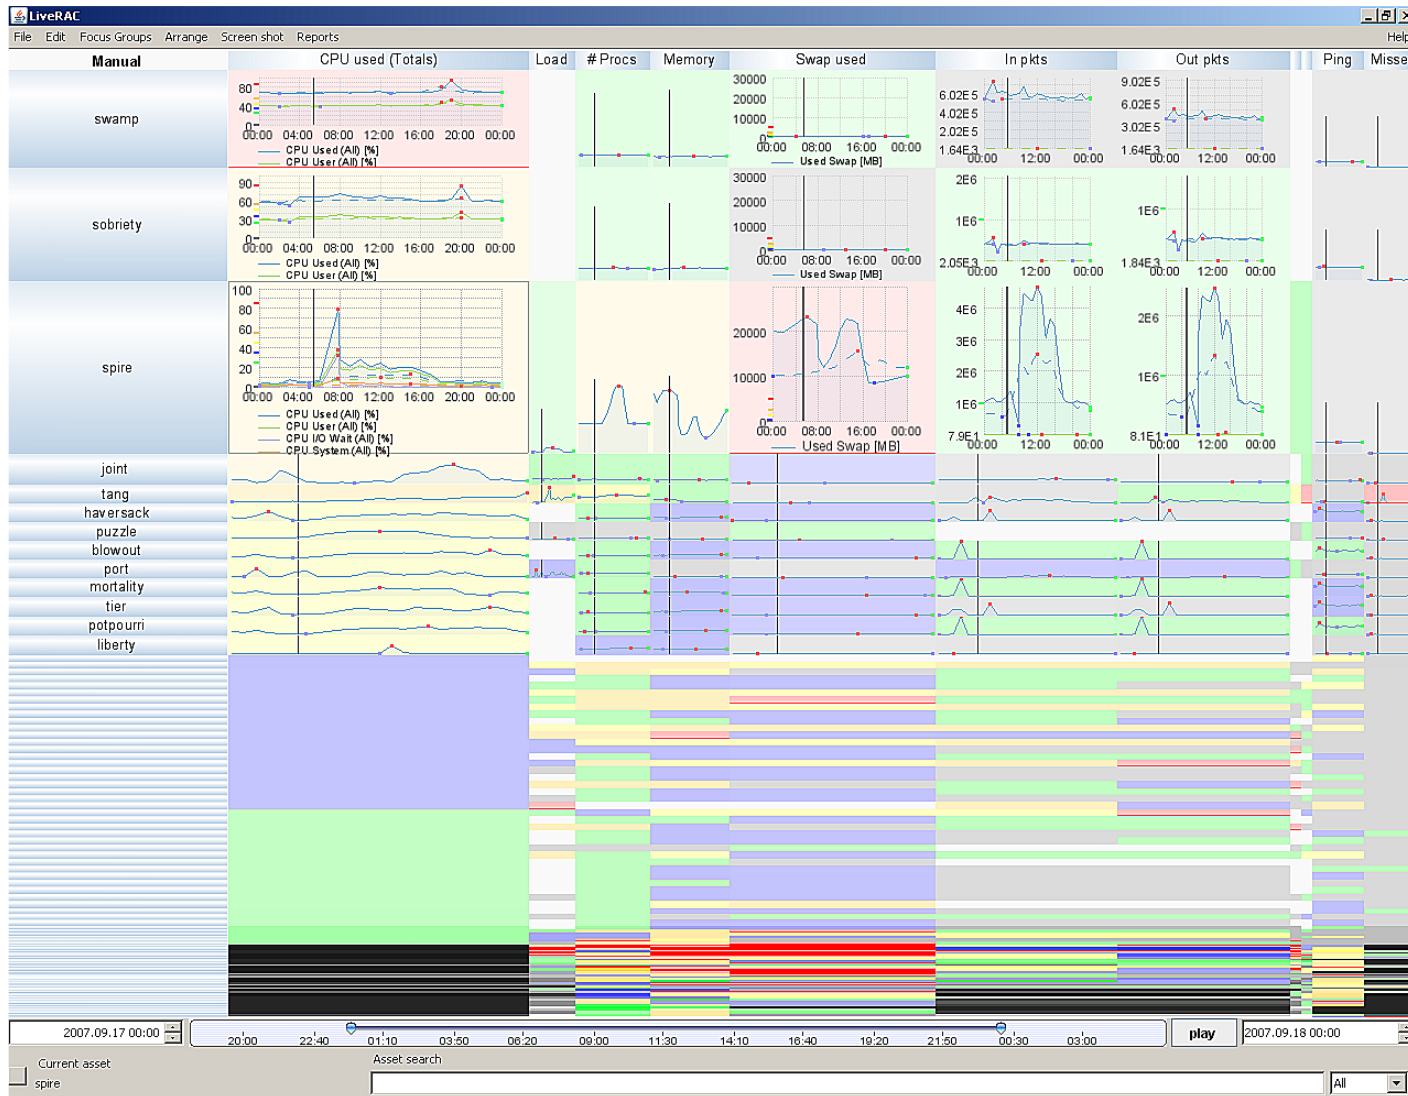 LiveRAC
File Edit Focus Groups Arrange Screen shot Reports Help
Manual CPU used (Totals) Load # Procs Memory Swap used In pkts Out pkts Ping Misse
swamp
80
40
0
00:00 04:00 08:00 12:00 16:00 20:00 00:00
CPU Used (All) [%]
CPU User (All) [%]
30000
20000
10000
0
00:00 08:00 16:00 00:00
Used Swap [MB]
6.02E5
4.02E5
2.02E5
1.64E3
00:00 12:00 00:00
9.02E5
6.02E5
3.02E5
1.64E3
00:00 12:00 00:00
sobriety
90
60
30
0
00:00 04:00 08:00 12:00 16:00 20:00 00:00
CPU Used (All) [%]
CPU User (All) [%]
30000
20000
10000
0
00:00 08:00 16:00 00:00
Used Swap [MB]
2E6
1E6
2.05E3
00:00 12:00 00:00
1E6
1.84E3
00:00 12:00 00:00
spire
100
80
60
40
20
0
00:00 04:00 08:00 12:00 16:00 20:00 00:00
CPU Used (All) [%]
CPU User (All) [%]
CPU I/O Wait (All) [%]
CPU System (All) [%]
20000
10000
0
00:00 08:00 16:00 00:00
Used Swap [MB]
4E6
3E6
2E6
1E6
7.9E1
00:00 12:00 00:00
2E6
1E6
8.1E1
00:00 12:00 00:00
joint
tang
haversack
puzzle
blowout
port
mortality
tier
potpourri
liberty
2007.09.17 00:00
20:00 22:40 01:10 03:50 06:20 09:00 11:30 14:10 16:40 19:20 21:50 00:30 03:00
play
2007.09.18 00:00
Current asset
spire
Asset search
All